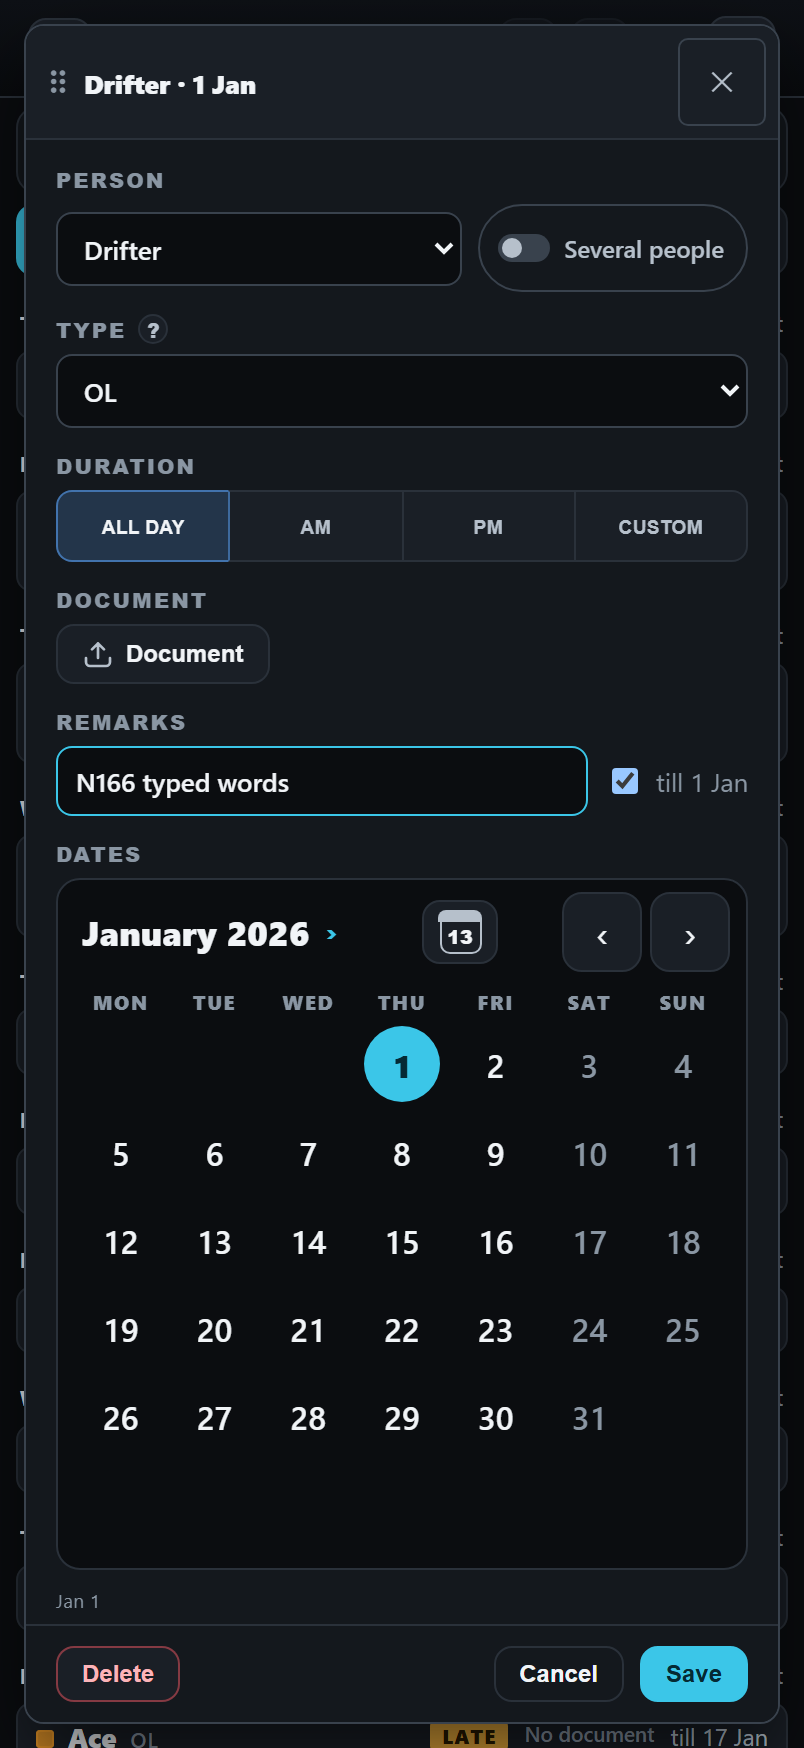 Drifter · 1 Jan
PERSON
Drifter
Several people
TYPE ?
OL
DURATION
ALL DAY AM PM CUSTOM
DOCUMENT
Document
REMARKS
N166 typed words
till 1 Jan
DATES
January 2026 ›
13
‹ ›
MON TUE WED THU FRI SAT SUN
1 2 3 4
5 6 7 8 9 10 11
12 13 14 15 16 17 18
19 20 21 22 23 24 25
26 27 28 29 30 31
Jan 1
Delete Cancel Save
Ace OL LATE No document till 17 Jan